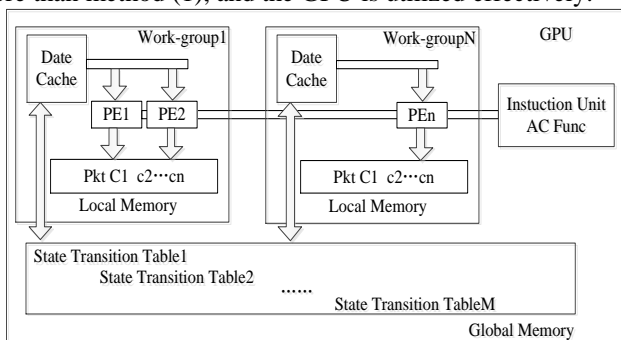 re than method (1), and the GPU is utilized effectively.
Work-group1
Work-groupN
GPU
Date
Cache
Date
Cache
PE1
PE2
PEn
Instuction Unit
AC Func
Pkt C1 c2···cn
Pkt C1 c2···cn
Local Memory
Local Memory
State Transition Table1
State Transition Table2
......
State Transition TableM
Global Memory